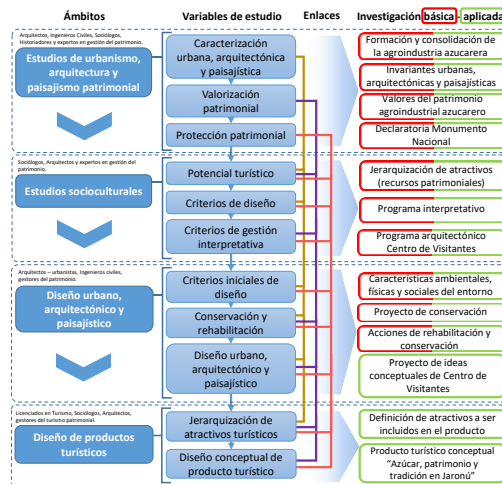 Ámbitos
Variables de estudio
Enlaces
Investigación básica - aplicada
Arquitectos, Ingenieros Civiles, Sociólogos,
Historiadores y expertos en gestión del patrimonio.
Estudios de urbanismo,
arquitectura y
paisajismo patrimonial
Caracterización
urbana, arquitectónica
y paisajística
Valorización
patrimonial
Protección patrimonial
Formación y consolidación de
la agroindustria azucarera
Invariantes urbanas,
arquitectónicas y paisajísticas
Valores del patrimonio
agroindustrial azucarero
Declaratoria Monumento
Nacional
Sociólogos, Arquitectos y expertos en gestión del
patrimonio.
Estudios socioculturales
Potencial turístico
Criterios de diseño
Criterios de gestión
interpretativa
Jerarquización de atractivos
(recursos patrimoniales)
Programa interpretativo
Programa arquitectónico
Centro de Visitantes
Arquitectos – urbanistas, Ingenieros civiles,
gestores del patrimonio.
Diseño urbano,
arquitectónico y
paisajístico
Criterios iniciales de
diseño
Conservación y
rehabilitación
Diseño urbano,
arquitectónico y
paisajístico
Características ambientales,
físicas y sociales del entorno
Proyecto de conservación
Acciones de rehabilitación y
conservación
Proyecto de ideas
conceptuales de Centro de
Visitantes
Licenciados en Turismo, Sociólogos, Arquitectos,
gestores del turismo patrimonial.
Diseño de productos
turísticos
Jerarquización de
atractivos turísticos
Diseño conceptual de
producto turístico
Definición de atractivos a ser
incluidos en el producto
Producto turístico conceptual
"Azúcar, patrimonio y
tradición en Jaronú"